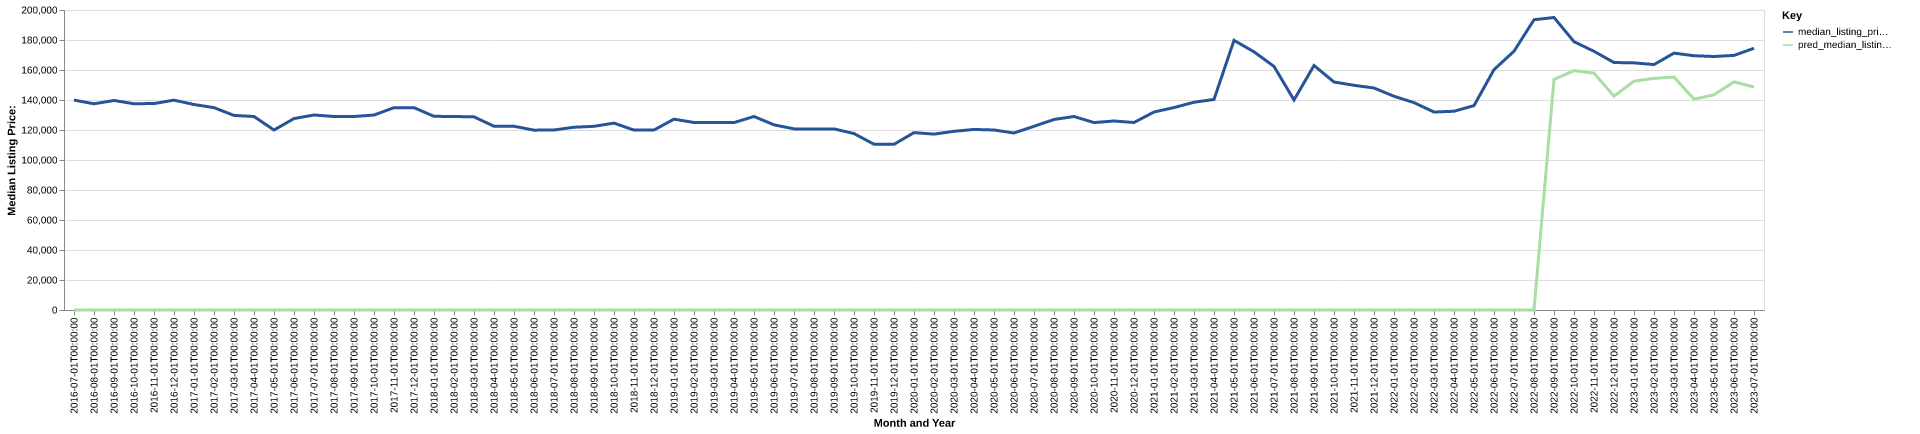 200,000
180,000
160,000
140,000
120,000
100,000
80,000
60,000
40,000
20,000
0
Median Listing Price:
2016-07-01T00:00:00
2016-08-01T00:00:00
2016-09-01T00:00:00
2016-10-01T00:00:00
2016-11-01T00:00:00
2016-12-01T00:00:00
2017-01-01T00:00:00
2017-02-01T00:00:00
2017-03-01T00:00:00
2017-04-01T00:00:00
2017-05-01T00:00:00
2017-06-01T00:00:00
2017-07-01T00:00:00
2017-08-01T00:00:00
2017-09-01T00:00:00
2017-10-01T00:00:00
2017-11-01T00:00:00
2017-12-01T00:00:00
2018-01-01T00:00:00
2018-02-01T00:00:00
2018-03-01T00:00:00
2018-04-01T00:00:00
2018-05-01T00:00:00
2018-06-01T00:00:00
2018-07-01T00:00:00
2018-08-01T00:00:00
2018-09-01T00:00:00
2018-10-01T00:00:00
2018-11-01T00:00:00
2018-12-01T00:00:00
2019-01-01T00:00:00
2019-02-01T00:00:00
2019-03-01T00:00:00
2019-04-01T00:00:00
2019-05-01T00:00:00
2019-06-01T00:00:00
2019-07-01T00:00:00
2019-08-01T00:00:00
2019-09-01T00:00:00
2019-10-01T00:00:00
2019-11-01T00:00:00
2019-12-01T00:00:00
2020-01-01T00:00:00
2020-02-01T00:00:00
2020-03-01T00:00:00
2020-04-01T00:00:00
2020-05-01T00:00:00
2020-06-01T00:00:00
2020-07-01T00:00:00
2020-08-01T00:00:00
2020-09-01T00:00:00
2020-10-01T00:00:00
2020-11-01T00:00:00
2020-12-01T00:00:00
2021-01-01T00:00:00
2021-02-01T00:00:00
2021-03-01T00:00:00
2021-04-01T00:00:00
2021-05-01T00:00:00
2021-06-01T00:00:00
2021-07-01T00:00:00
2021-08-01T00:00:00
2021-09-01T00:00:00
2021-10-01T00:00:00
2021-11-01T00:00:00
2021-12-01T00:00:00
2022-01-01T00:00:00
2022-02-01T00:00:00
2022-03-01T00:00:00
2022-04-01T00:00:00
2022-05-01T00:00:00
2022-06-01T00:00:00
2022-07-01T00:00:00
2022-08-01T00:00:00
2022-09-01T00:00:00
2022-10-01T00:00:00
2022-11-01T00:00:00
2022-12-01T00:00:00
2023-01-01T00:00:00
2023-02-01T00:00:00
2023-03-01T00:00:00
2023-04-01T00:00:00
2023-05-01T00:00:00
2023-06-01T00:00:00
2023-07-01T00:00:00
Month and Year
Key
median_listing_pri…
pred_median_listin…